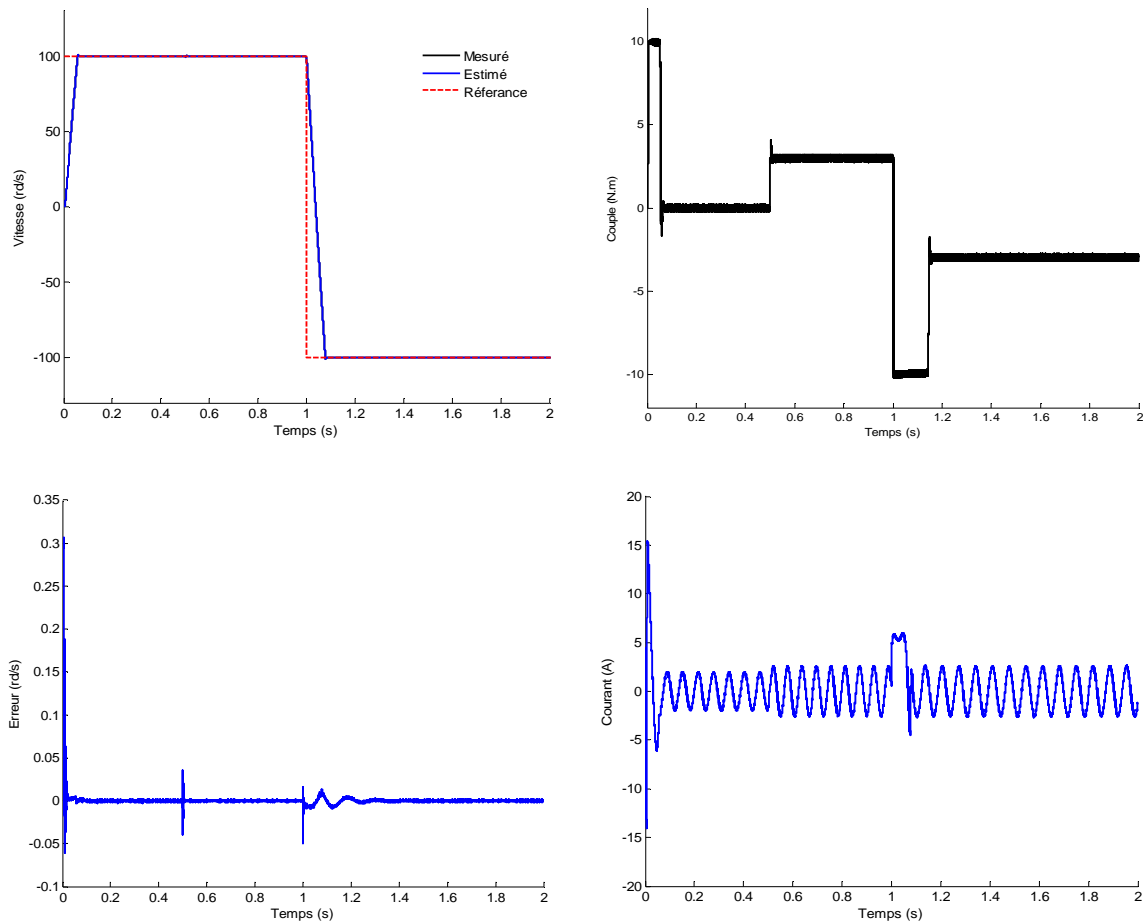 100
50
0
-50
-100
Vitesse (rd/s)
Mesuré
Estimé
Réferance
0 0.2 0.4 0.6 0.8 1 1.2 1.4 1.6 1.8 2
Temps (s)
10
5
0
-5
-10
Couple (N.m)
0 0.2 0.4 0.6 0.8 1 1.2 1.4 1.6 1.8 2
Temps (s)
0.35
0.3
0.25
0.2
0.15
0.1
0.05
0
-0.05
-0.1
Erreur (rd/s)
0 0.2 0.4 0.6 0.8 1 1.2 1.4 1.6 1.8 2
Temps (s)
20
15
10
5
0
-5
-10
-15
-20
Courant (A)
0 0.2 0.4 0.6 0.8 1 1.2 1.4 1.6 1.8 2
Temps (s)